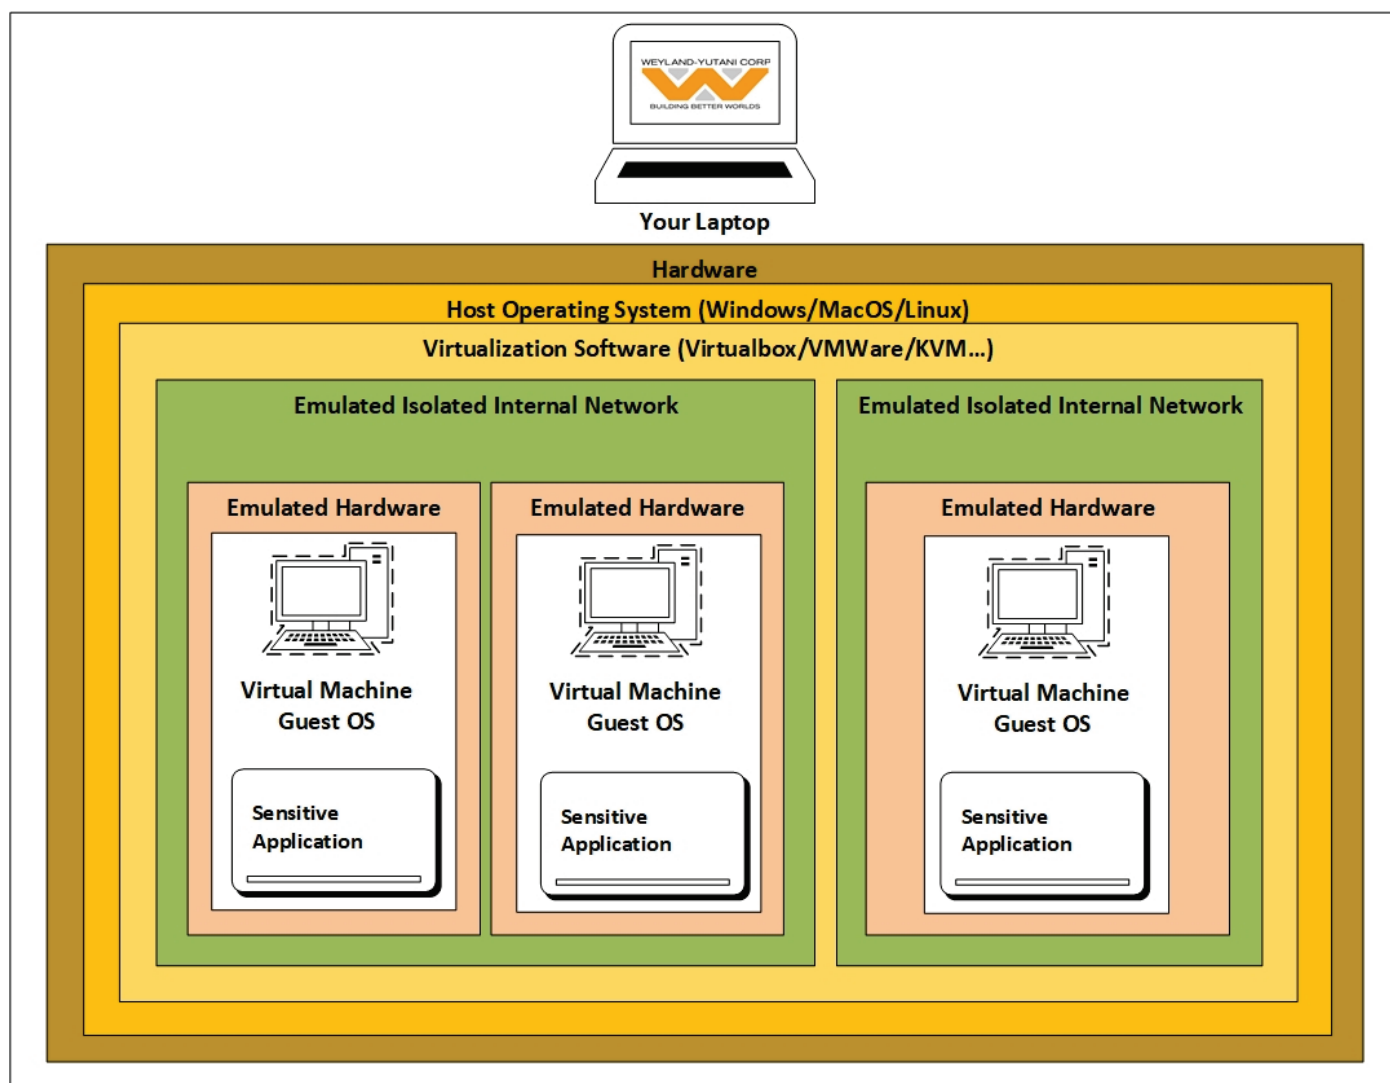 WEYLAND-YUTANI CORP
BUILDING BETTER WORLDS
Your Laptop
Hardware
Host Operating System (Windows/MacOS/Linux)
Virtualization Software (Virtualbox/VMWare/KVM...)
Emulated Isolated Internal Network
Emulated Hardware
Virtual Machine
Guest OS
Sensitive
Application
Emulated Hardware
Virtual Machine
Guest OS
Sensitive
Application
Emulated Isolated Internal Network
Emulated Hardware
Virtual Machine
Guest OS
Sensitive
Application